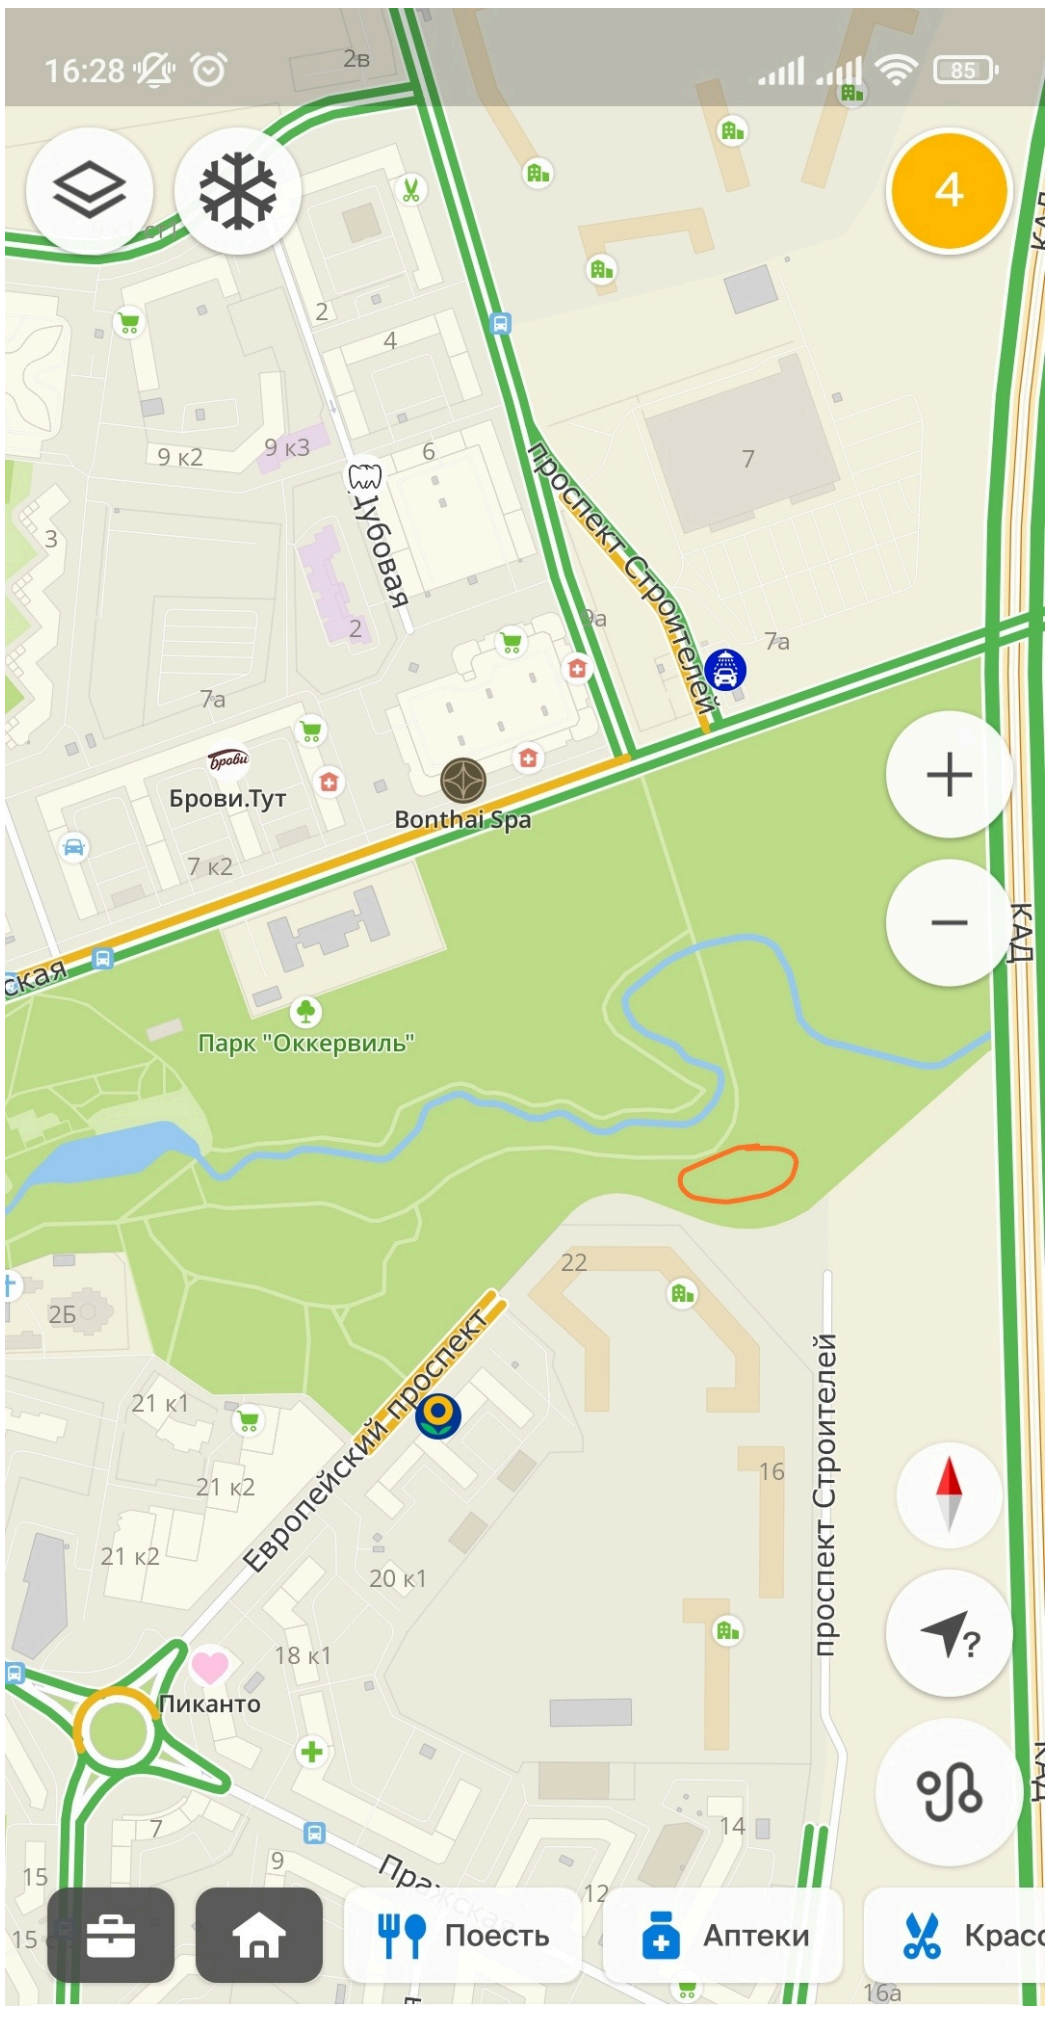 16:28
85
2в
4
2
4
9 к2
9 к3
6
7
проспект Строителей
3
Дубовая
2
9а
7а
7а
Брови
Брови.Тут
Bonthai Spa
7 к2
КАД
ская
Парк "Оккервиль"
22
2Б
Европейский проспект
проспект Строителей
21 к1
21 к2
16
21 к2
20 к1
18 к1
Пиканто
?
КАД
7
14
9
15
Пражская
12
15
Поесть
Аптеки
Красо
16а